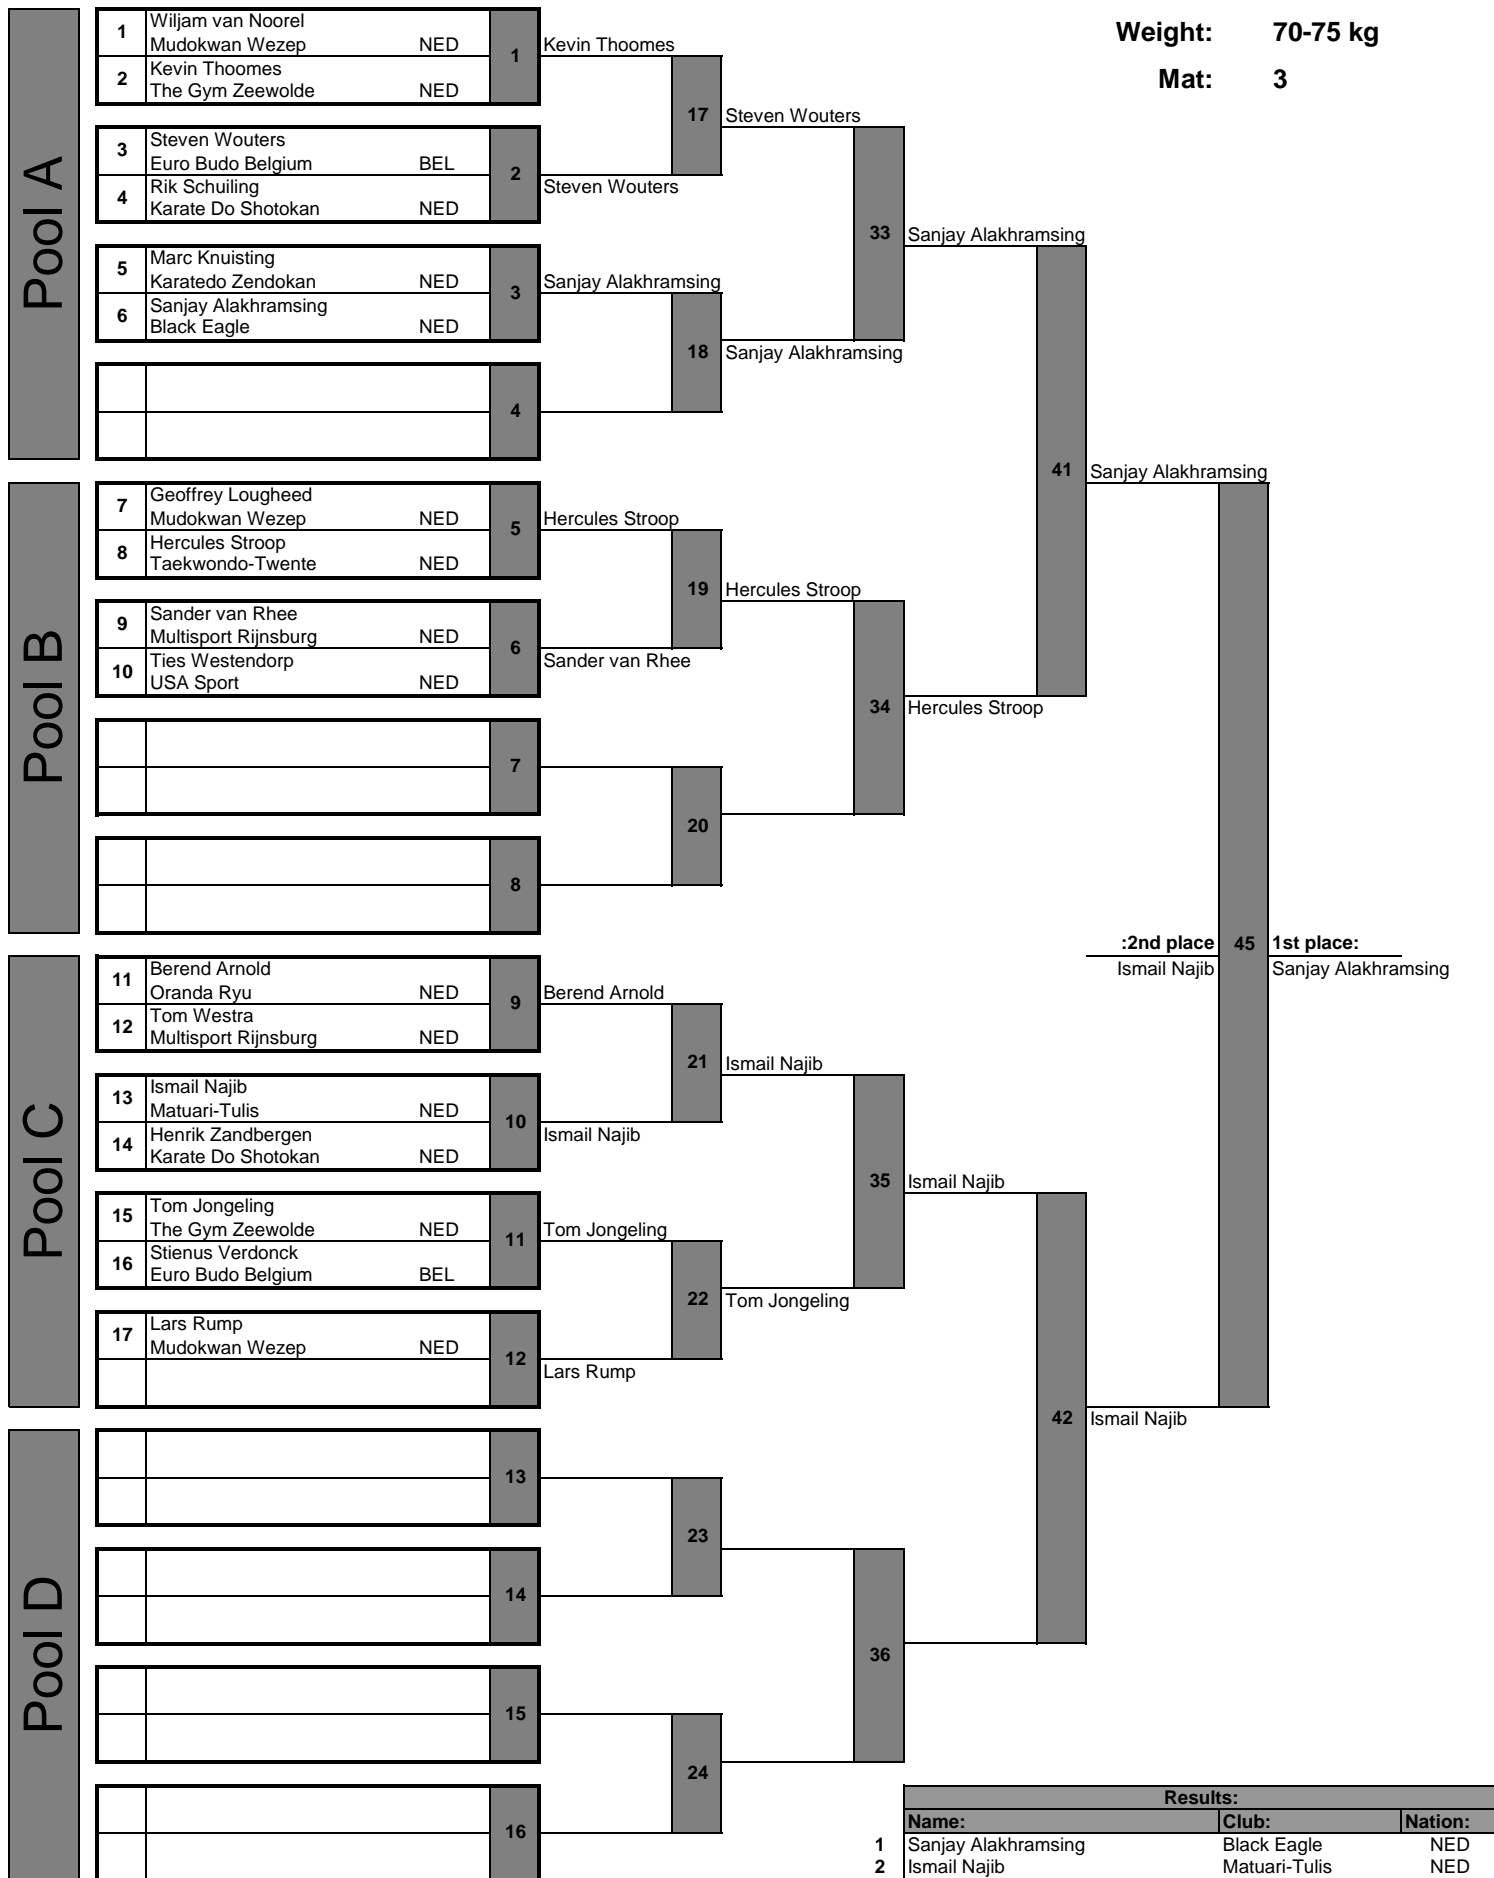 Weight: 70-75 kg
Mat: 3
Pool A
1 Wiljam van Noorel
Mudokwan Wezep NED
2 Kevin Thoomes
The Gym Zeewolde NED
1
Kevin Thoomes
3 Steven Wouters
Euro Budo Belgium BEL
4 Rik Schuiling
Karate Do Shotokan NED
2
Steven Wouters
17
Steven Wouters
5 Marc Knuisting
Karatedo Zendokan NED
6 Sanjay Alakhramsing
Black Eagle NED
3
Sanjay Alakhramsing
4
18
Sanjay Alakhramsing
33
Sanjay Alakhramsing
Pool B
7 Geoffrey Lougheed
Mudokwan Wezep NED
8 Hercules Stroop
Taekwondo-Twente NED
5
Hercules Stroop
9 Sander van Rhee
Multisport Rijnsburg NED
10 Ties Westendorp
USA Sport NED
6
Sander van Rhee
19
Hercules Stroop
7
8
20
34
Hercules Stroop
41
Sanjay Alakhramsing
Pool C
11 Berend Arnold
Oranda Ryu NED
12 Tom Westra
Multisport Rijnsburg NED
9
Berend Arnold
13 Ismail Najib
Matuari-Tulis NED
14 Henrik Zandbergen
Karate Do Shotokan NED
10
Ismail Najib
21
Ismail Najib
15 Tom Jongeling
The Gym Zeewolde NED
16 Stienus Verdonck
Euro Budo Belgium BEL
11
Tom Jongeling
17 Lars Rump
Mudokwan Wezep NED
12
Lars Rump
22
Tom Jongeling
35
Ismail Najib
Pool D
13
14
23
15
16
24
36
42
Ismail Najib
:2nd place 45 1st place:
Ismail Najib Sanjay Alakhramsing
Results:
Name: Club: Nation:
1 Sanjay Alakhramsing Black Eagle NED
2 Ismail Najib Matuari-Tulis NED